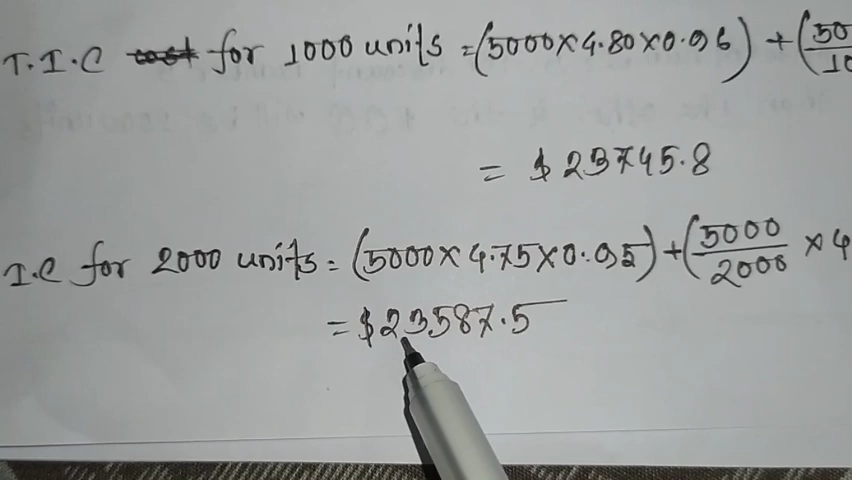 T.I.C for 1000 units = (5000×4.80×0.96) + (50/10
= $23745.8
I.C for 2000 units = (5000×4.75×0.95) + (5000/2000 × 4
= $23587.5